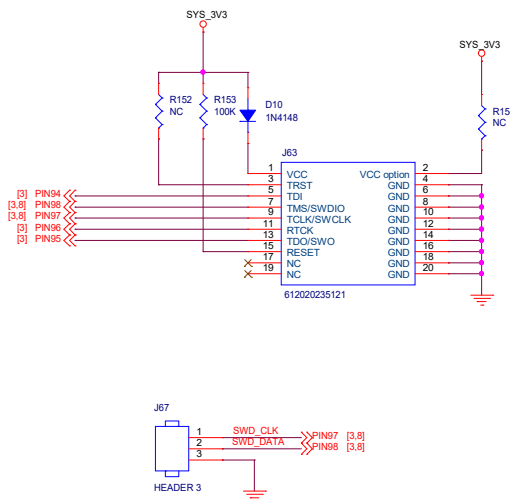 SYS_3V3
SYS_3V3
R152
NC
R153
100K
D10
1N4148
R15
NC
J63
1 VCC VCC option 2
3 TRST GND 4
[3] PIN94 5 TDI GND 6
[3,8] PIN98 7 TMS/SWDIO GND 8
[3,8] PIN97 9 TCLK/SWCLK GND 10
[3] PIN96 11 RTCK GND 12
[3] PIN95 13 TDO/SWO GND 14
15 RESET GND 16
17 NC GND 18
19 NC GND 20
612020235121
J67
1 SWD_CLK PIN97 [3,8]
2 SWD_DATA PIN98 [3,8]
3
HEADER 3